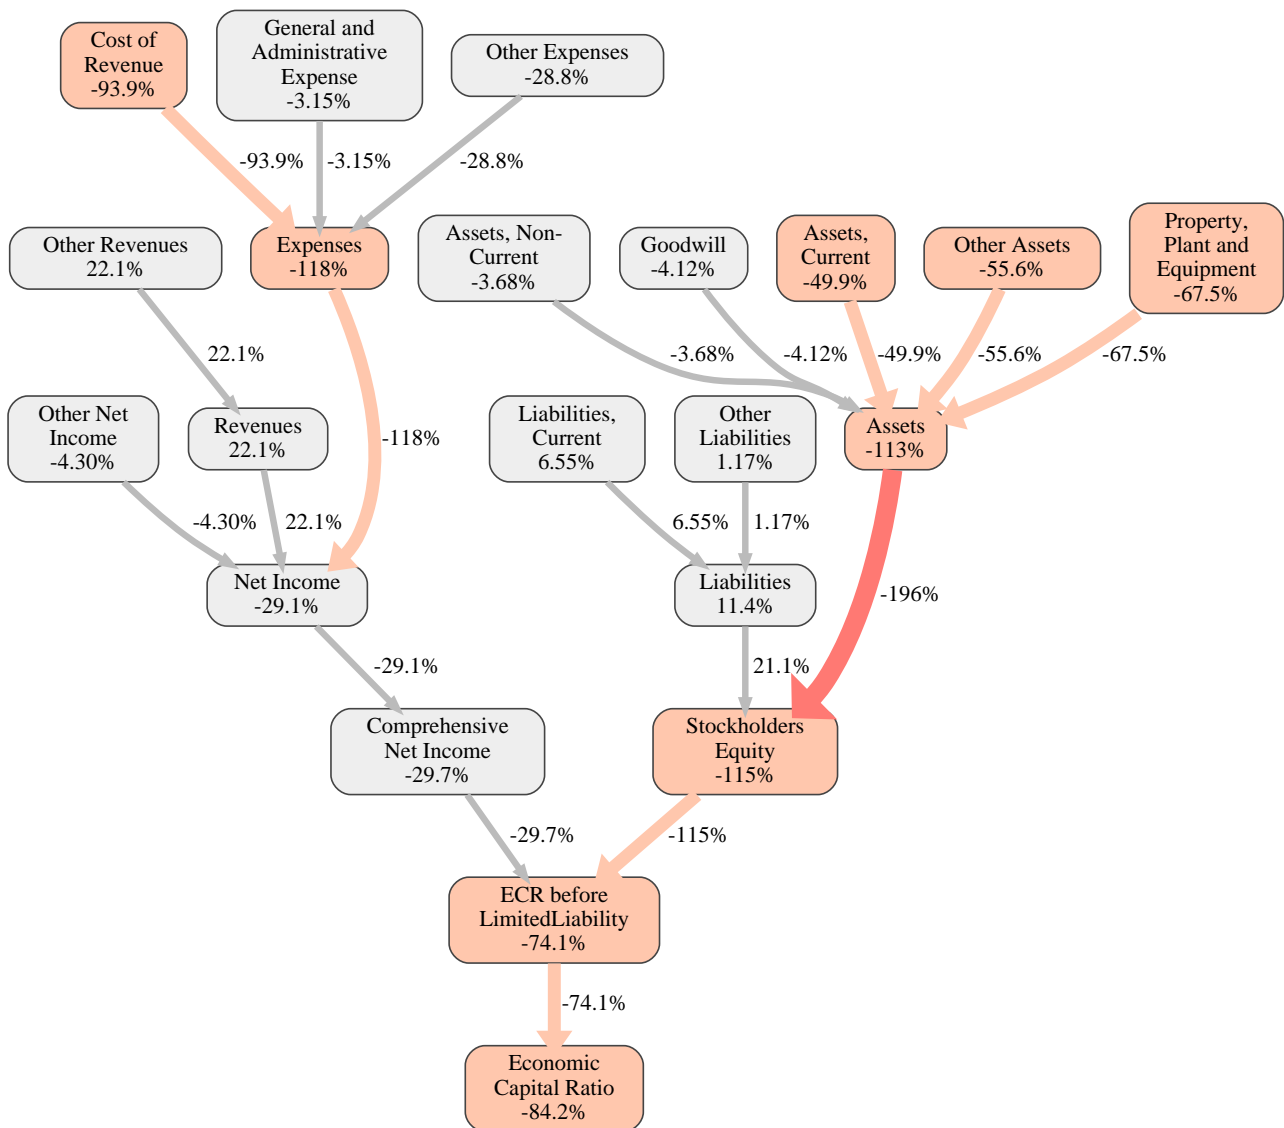 Cost of
Revenue
-93.9%
General and
Administrative
Expense
-3.15%
Other Expenses
-28.8%
-93.9%
-3.15%
-28.8%
Other Revenues
22.1%
Expenses
-118%
Assets, Non-
Current
-3.68%
Goodwill
-4.12%
Assets,
Current
-49.9%
Other Assets
-55.6%
Property,
Plant and
Equipment
-67.5%
22.1%
-3.68%
-4.12%
-49.9%
-55.6%
-67.5%
Other Net
Income
-4.30%
Revenues
22.1%
-118%
Liabilities,
Current
6.55%
Other
Liabilities
1.17%
Assets
-113%
-4.30%
22.1%
6.55%
1.17%
Net Income
-29.1%
Liabilities
11.4%
-196%
-29.1%
21.1%
Comprehensive
Net Income
-29.7%
Stockholders
Equity
-115%
-29.7%
-115%
ECR before
LimitedLiability
-74.1%
-74.1%
Economic
Capital Ratio
-84.2%